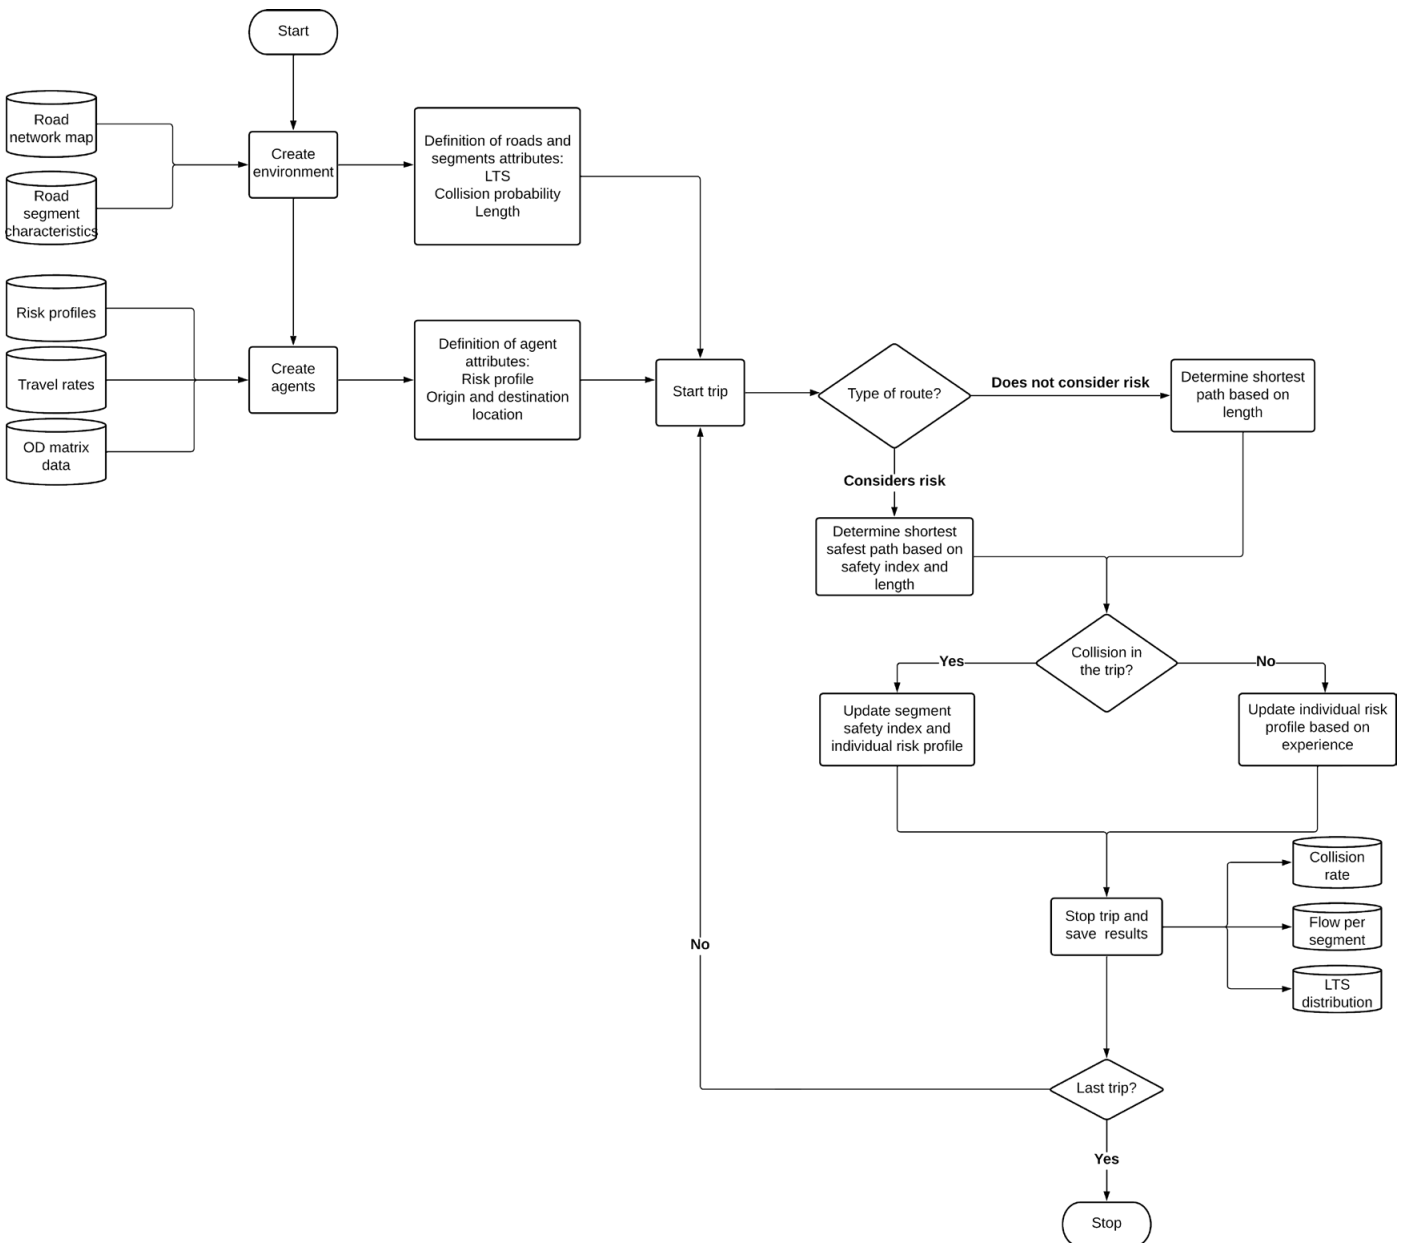 Start
Road
network map
Road
segment
characteristics
Create
environment
Definition of roads and
segments attributes:
LTS
Collision probability
Length
Risk profiles
Travel rates
OD matrix
data
Create
agents
Definition of agent
attributes:
Risk profile
Origin and destination
location
Start trip
Type of route?
Does not consider risk
Determine shortest
path based on
length
Considers risk
Determine shortest
safest path based on
safety index and
length
Collision in
the trip?
Yes
No
Update segment
safety index and
individual risk profile
Update individual risk
profile based on
experience
Stop trip and
save results
Collision
rate
Flow per
segment
LTS
distribution
No
Last trip?
Yes
Stop